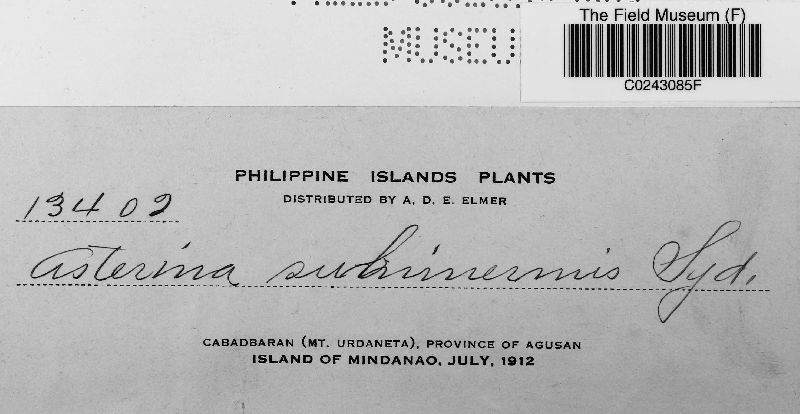 MUSEU
The Field Museum (F)
C0243085F
PHILIPPINE ISLANDS PLANTS
DISTRIBUTED BY A. D. E. ELMER
13402
Asterina subinermis Syd.
CABADBARAN (MT. URDANETA), PROVINCE OF AGUSAN
ISLAND OF MINDANAO, JULY, 1912